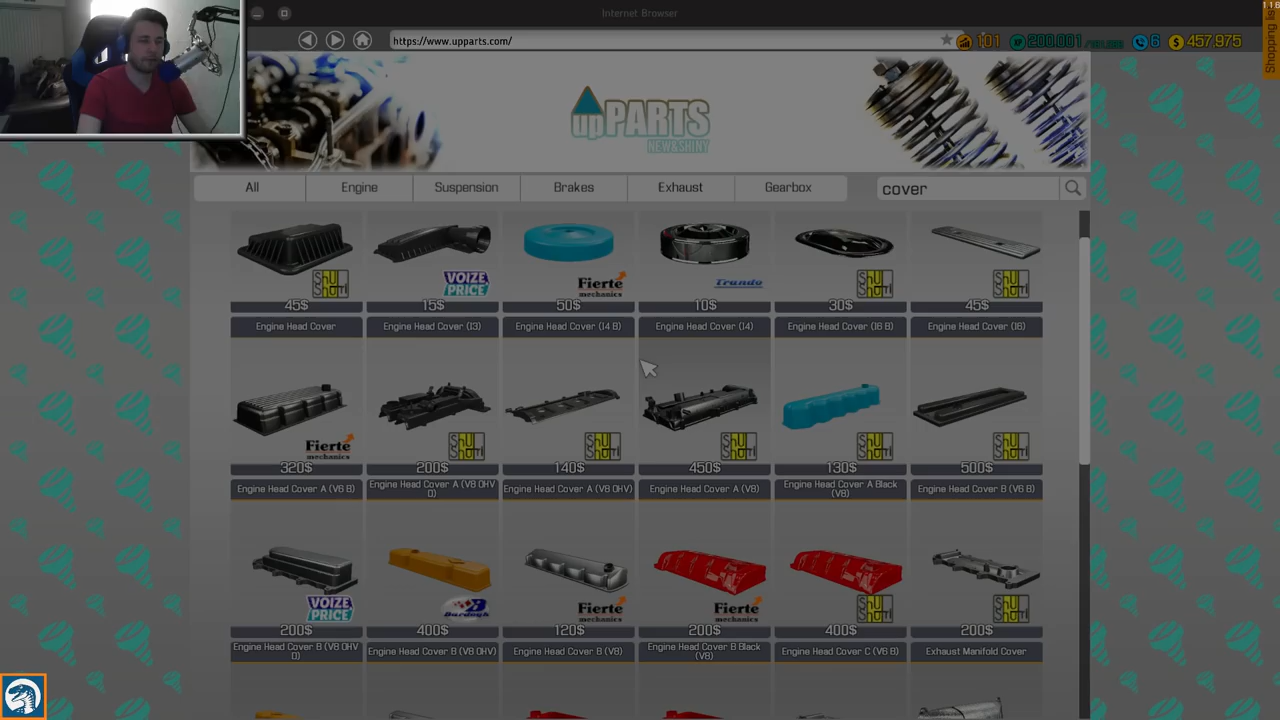 Internet Browser
1.1.6
https://www.upparts.com/
101
200.001
6
457.975
Shopping list
upPARTS
NEW&SHINY
All
Engine
Suspension
Brakes
Exhaust
Gearbox
cover
VOIZE PRICE
Fierte mechanics
Trando
45$
15$
50$
10$
30$
45$
Engine Head Cover
Engine Head Cover (I3)
Engine Head Cover (I4 B)
Engine Head Cover (I4)
Engine Head Cover (I6 B)
Engine Head Cover (I6)
Fierte mechanics
320$
200$
140$
450$
130$
500$
Engine Head Cover A (V6 B)
Engine Head Cover A (V8 OHV D)
Engine Head Cover A (V8 OHV)
Engine Head Cover A (V8)
Engine Head Cover A Black (V8)
Engine Head Cover B (V6 B)
VOIZE PRICE
Fierte mechanics
Fierte mechanics
200$
400$
120$
200$
400$
200$
Engine Head Cover B (V8 OHV D)
Engine Head Cover B (V8 OHV)
Engine Head Cover B (V8)
Engine Head Cover B Black (V8)
Engine Head Cover C (V6 B)
Exhaust Manifold Cover